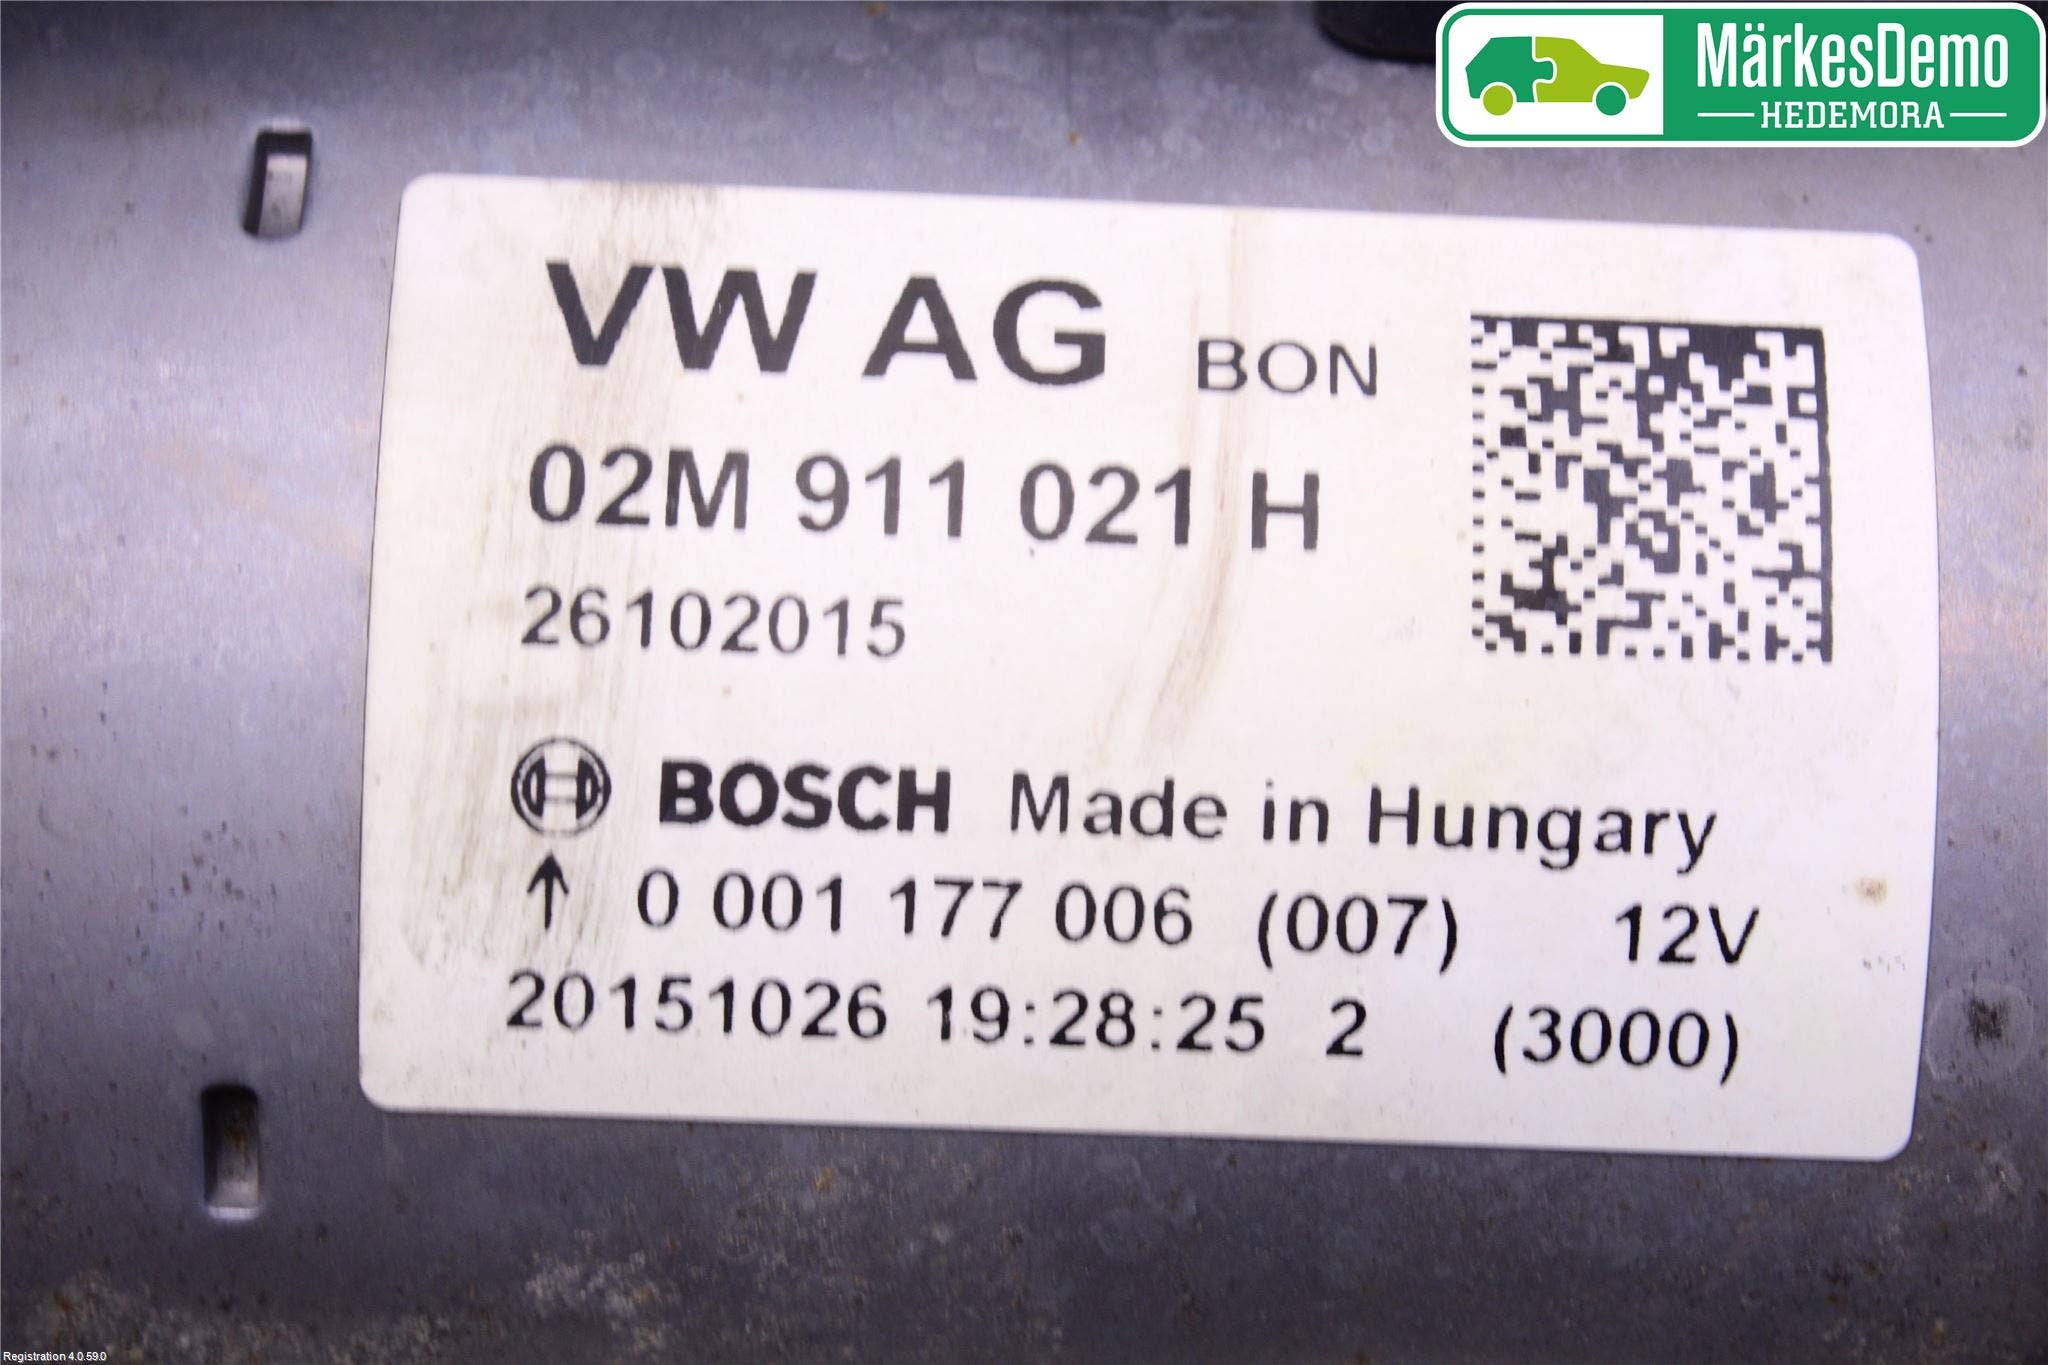 MärkesDemo
HEDEMORA
VW AG BON
02M 911 021 H
26102015
BOSCH Made in Hungary
↑ 0 001 177 006 (007) 12V
20151026 19:28:25 2 (3000)
Registration 4.0.59.0